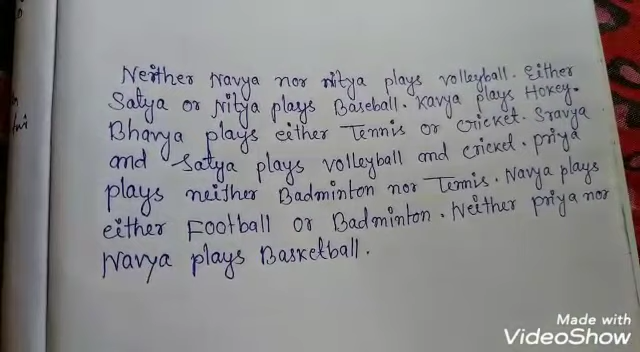 Neither Navya nor Nitya plays volleyball. Either
Satya or Nitya plays Baseball. Kavya plays Hokey.
Bhavya plays either Tennis or cricket. Sravya
and Satya plays volleyball and cricket. priya
plays neither Badminton nor Tennis. Navya plays
either Football or Badminton. Neither priya nor
Navya plays Basketball.
Made with
VideoShow